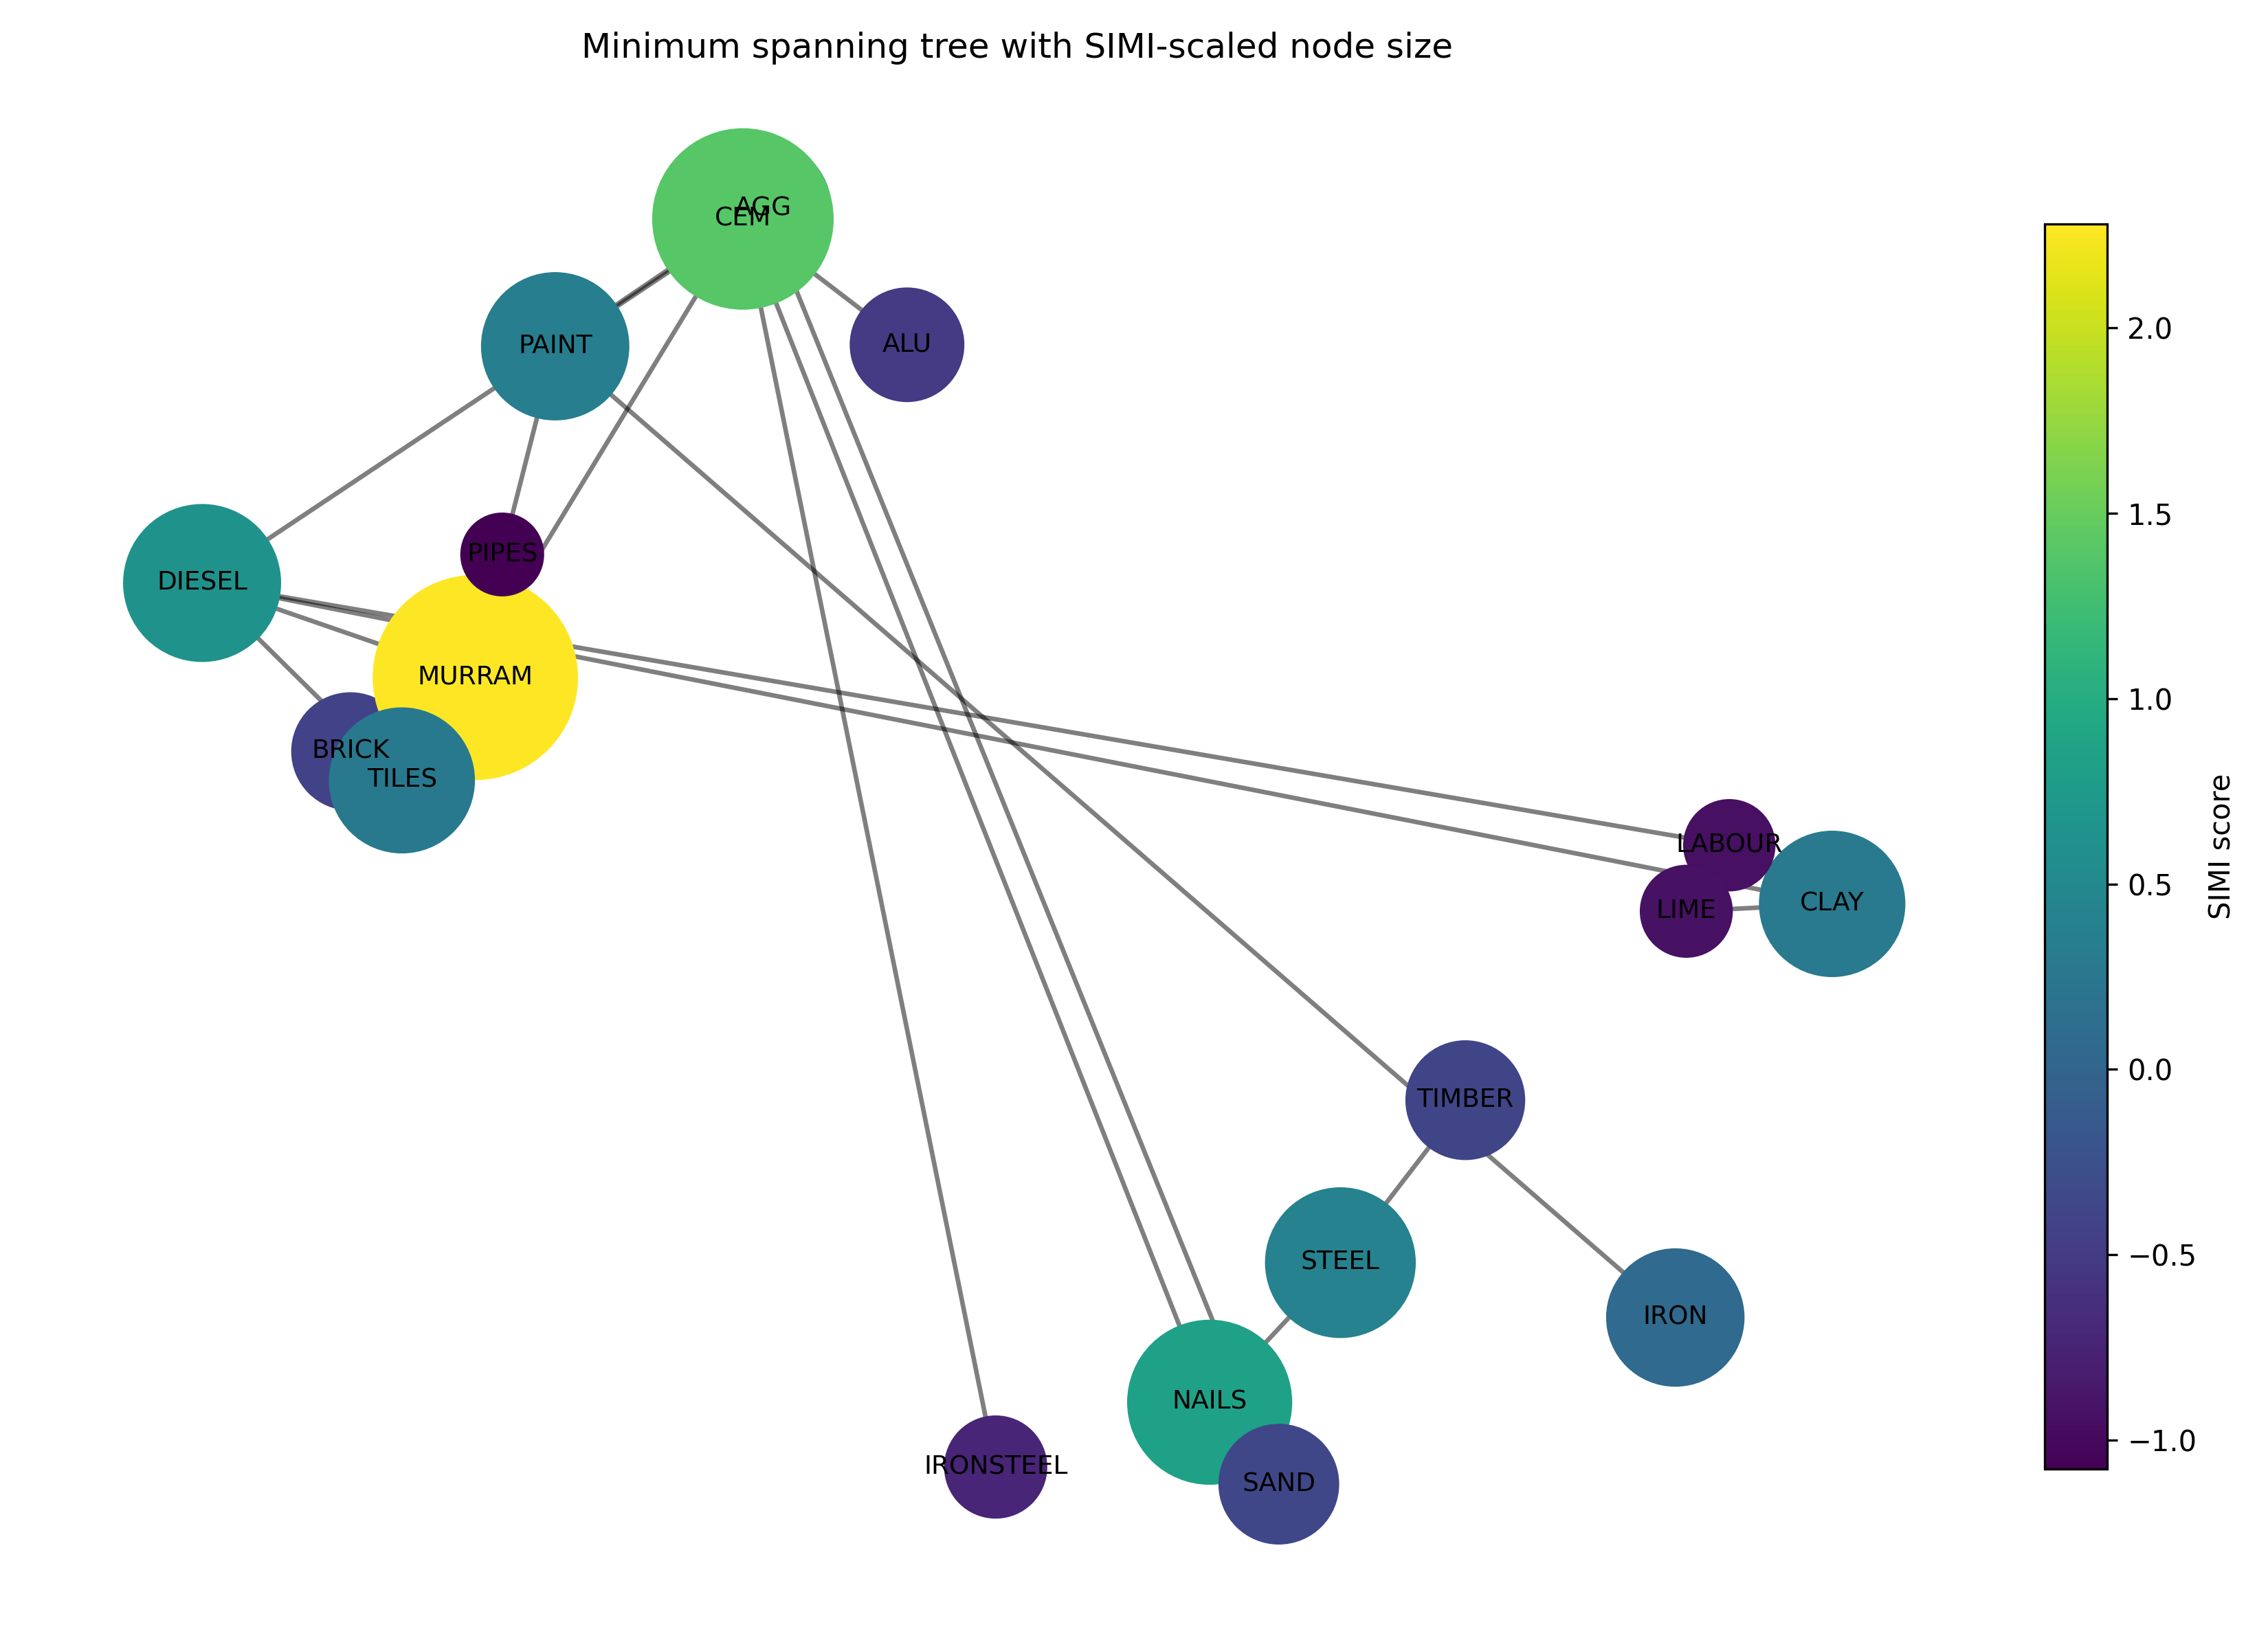 Minimum spanning tree with SIMI-scaled node size
AGG
CEM
PAINT
ALU
PIPES
DIESEL
MURRAM
BRICK
TILES
LABOUR
LIME
CLAY
TIMBER
STEEL
IRON
NAILS
IRONSTEEL
SAND
2.0
1.5
1.0
0.5
0.0
−0.5
−1.0
SIMI score